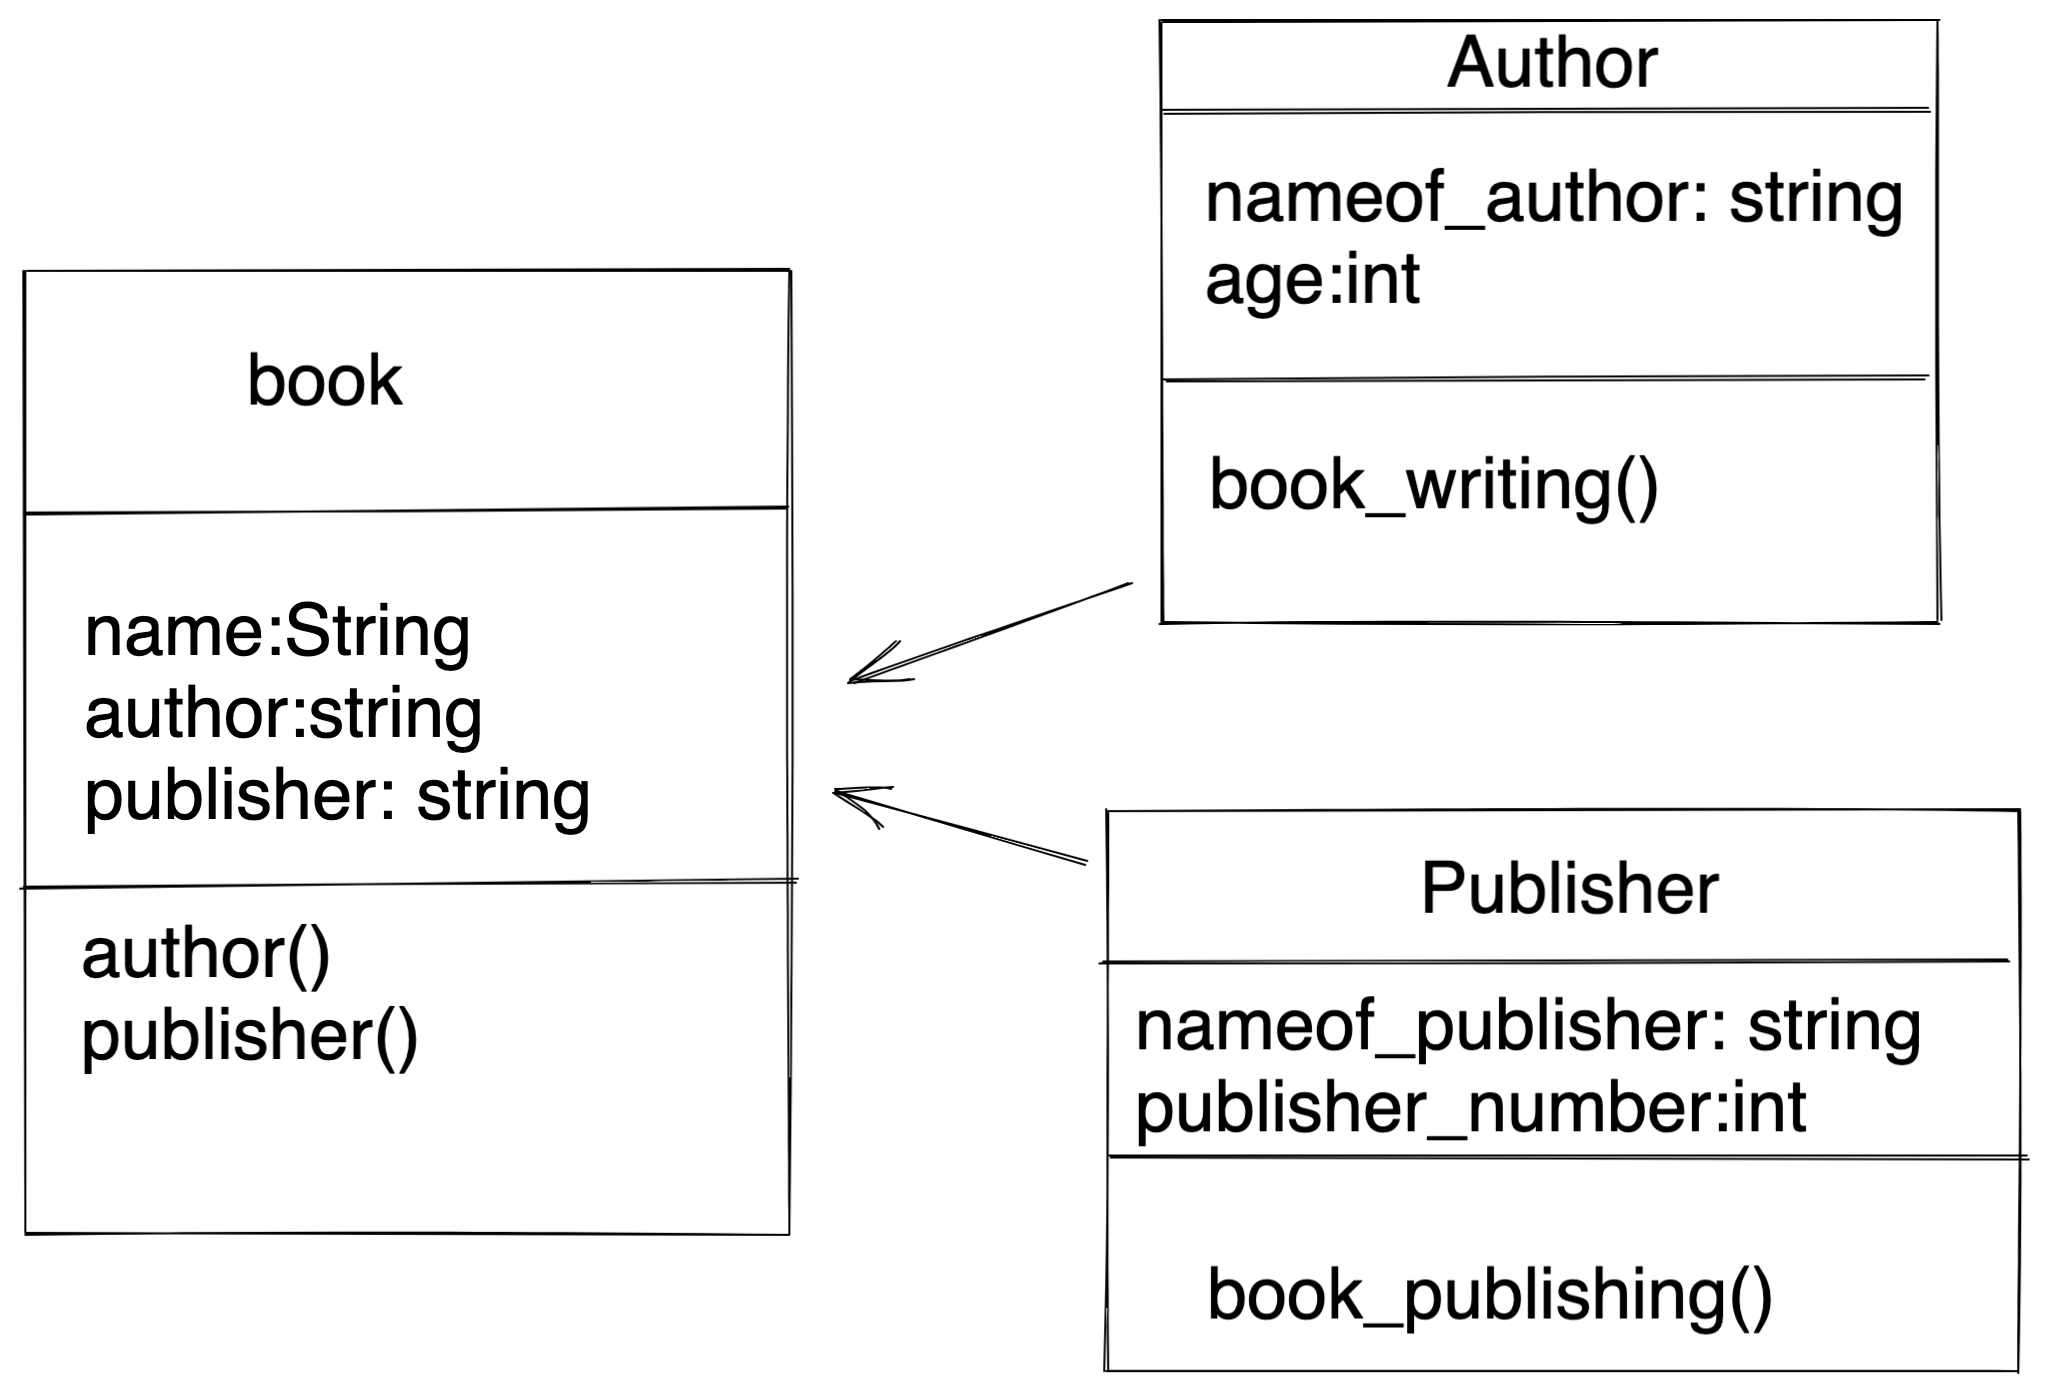 book
name:String
author:string
publisher: string
author()
publisher()
Author
nameof_author: string
age:int
book_writing()
Publisher
nameof_publisher: string
publisher_number:int
book_publishing()